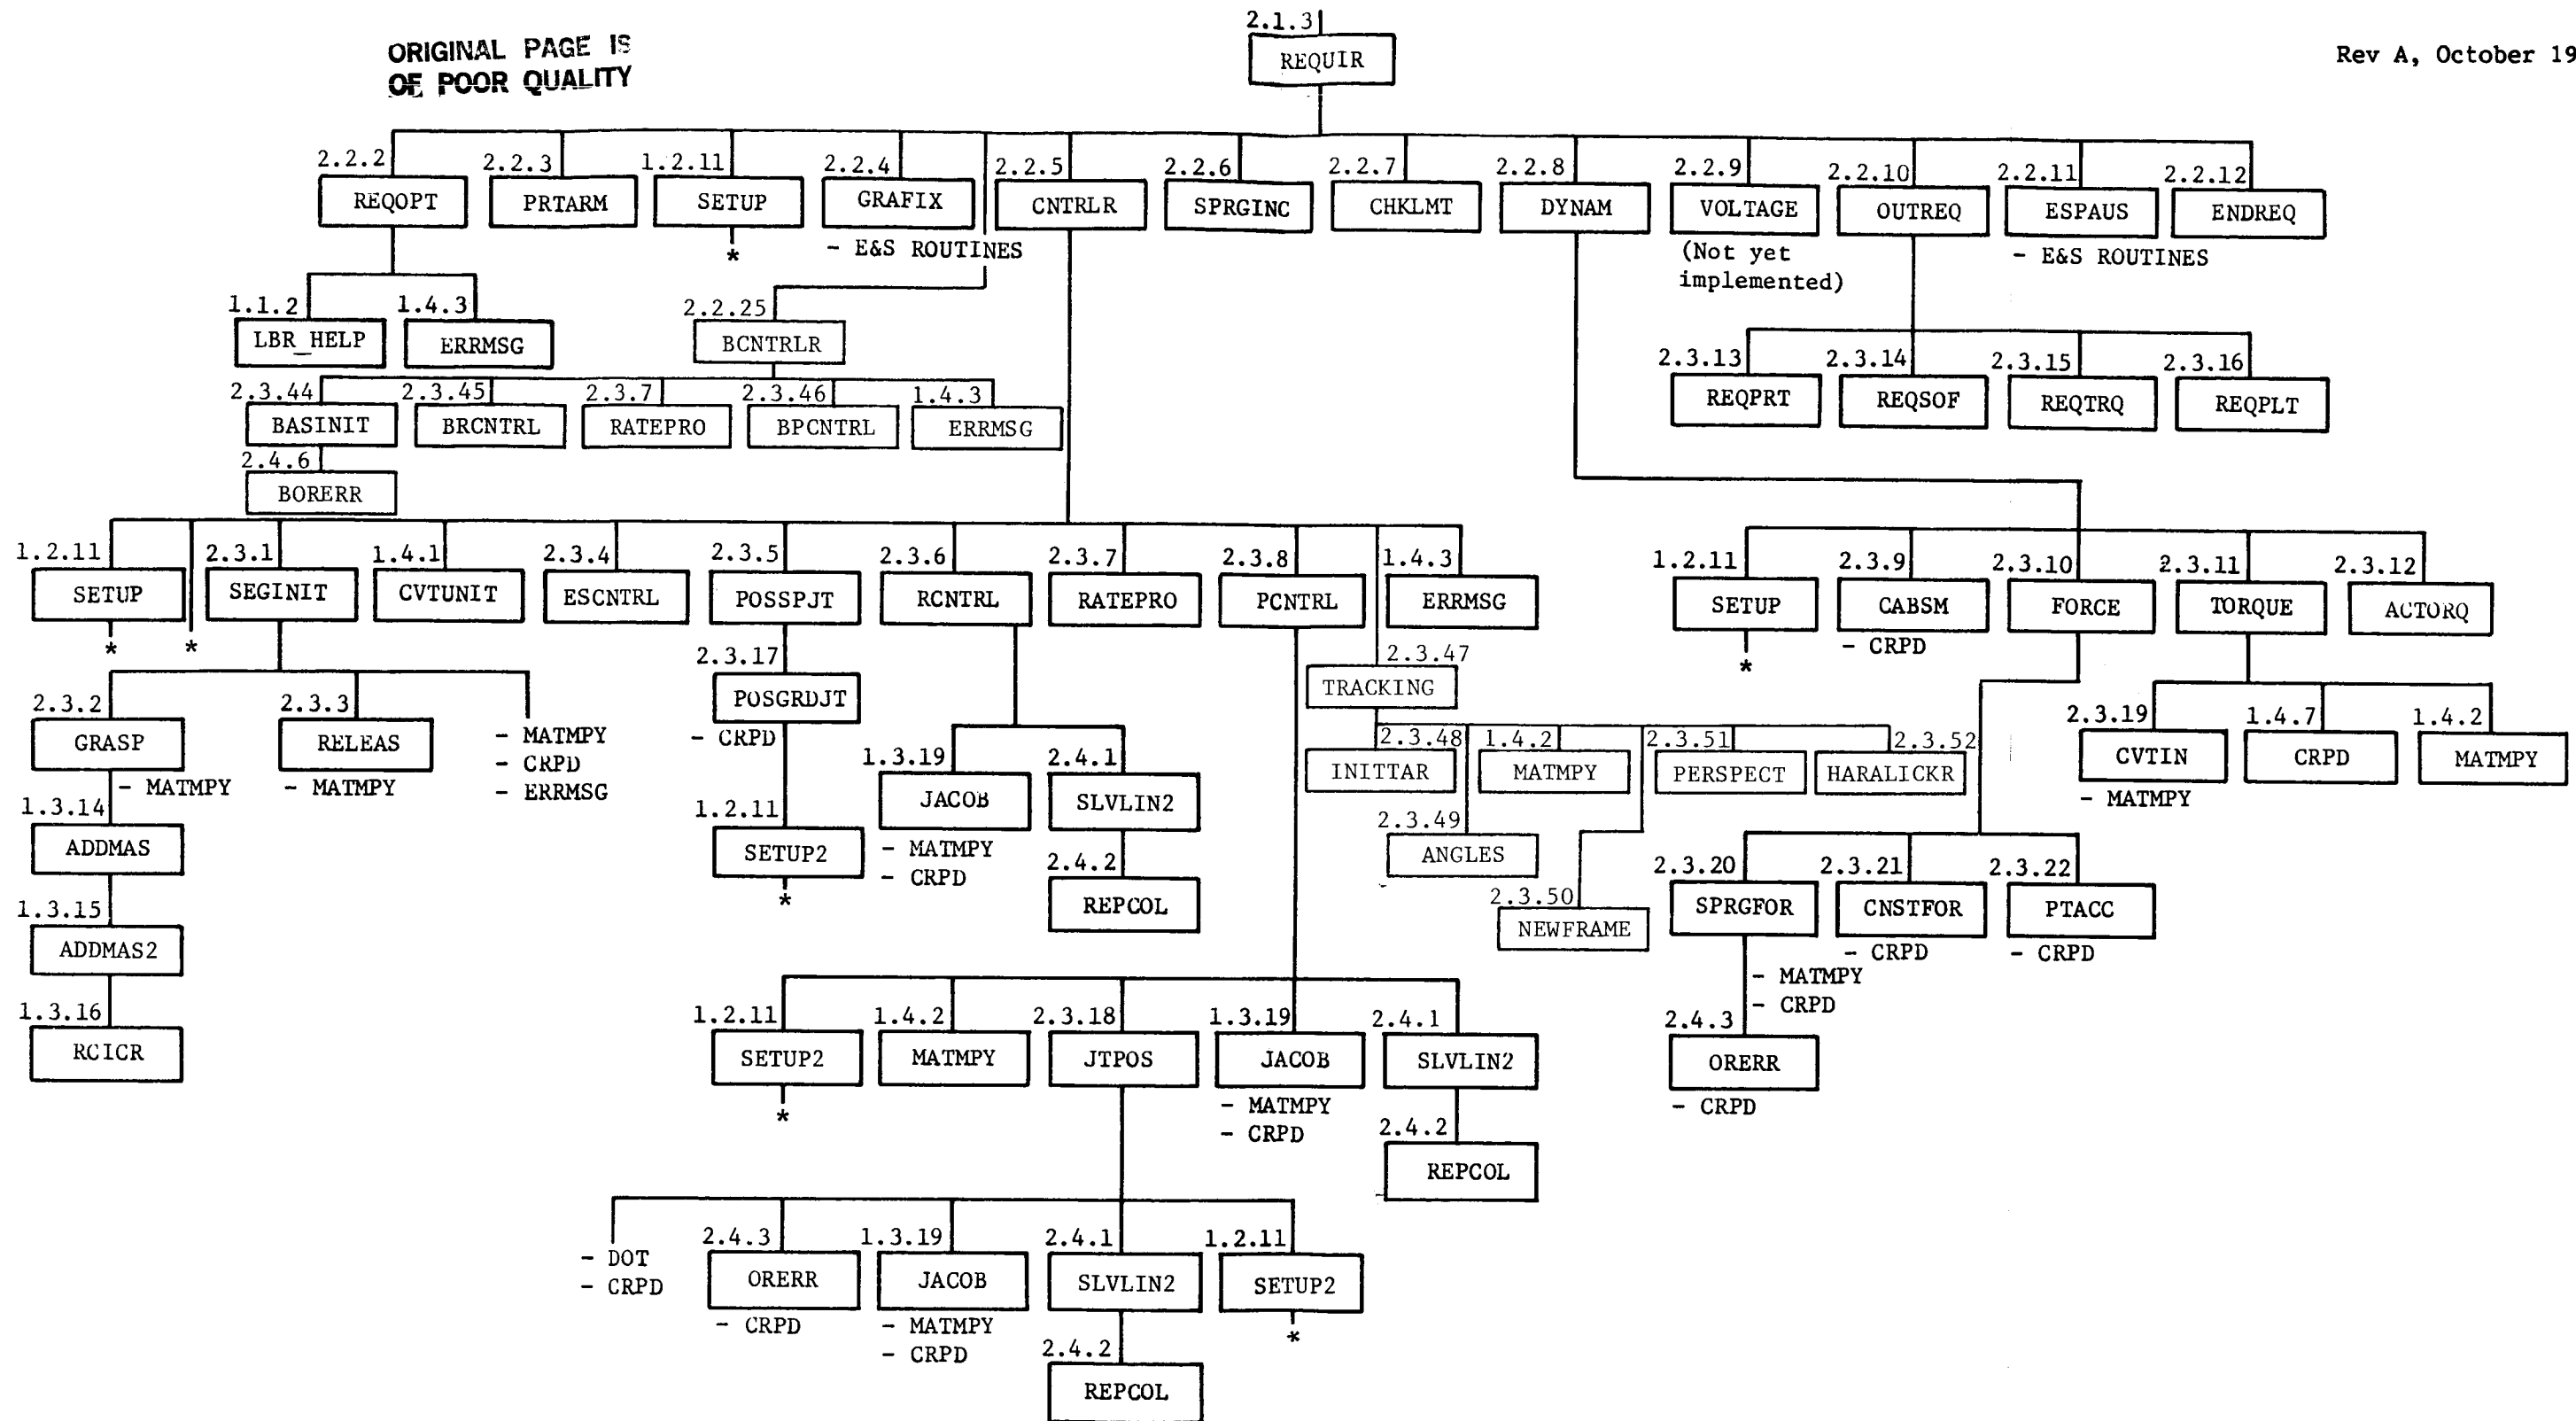 ORIGINAL PAGE IS
OF POOR QUALITY
2.1.3
REQUIR
Rev A, October 19
2.2.2
REQOPT
2.2.3
PRTARM
1.2.11
SETUP
*
2.2.4
GRAFIX
- E&S ROUTINES
2.2.5
CNTRLR
2.2.6
SPRGINC
2.2.7
CHKLMT
2.2.8
DYNAM
2.2.9
VOLTAGE
(Not yet
implemented)
2.2.10
OUTREQ
2.2.11
ESPAUS
- E&S ROUTINES
2.2.12
ENDREQ
1.1.2
LBR_HELP
1.4.3
ERRMSG
2.2.25
BCNTRLR
2.3.13
REQPRT
2.3.14
REQSOF
2.3.15
REQTRQ
2.3.16
REQPLT
2.3.44
BASINIT
2.3.45
BRCNTRL
2.3.7
RATEPRO
2.3.46
BPCNTRL
1.4.3
ERRMSG
2.4.6
BORERR
1.2.11
SETUP
*
*
2.3.1
SEGINIT
1.4.1
CVTUNIT
2.3.4
ESCNTRL
2.3.5
POSSPJT
2.3.6
RCNTRL
2.3.7
RATEPRO
2.3.8
PCNTRL
1.4.3
ERRMSG
1.2.11
SETUP
*
2.3.9
CABSM
- CRPD
2.3.10
FORCE
2.3.11
TORQUE
2.3.12
ACTORQ
2.3.2
GRASP
- MATMPY
2.3.3
RELEAS
- MATMPY
- MATMPY
- CRPD
- ERRMSG
2.3.17
POSGRDJT
- CRPD
2.3.47
TRACKING
1.3.19
JACOB
- MATMPY
- CRPD
2.4.1
SLVLIN2
2.3.48
INITTAR
1.4.2
MATMPY
2.3.51
PERSPECT
2.3.52
HARALICKR
2.3.19
CVTIN
- MATMPY
1.4.7
CRPD
1.4.2
MATMPY
1.3.14
ADDMAS
1.2.11
SETUP2
*
2.4.2
REPCOL
2.3.49
ANGLES
2.3.50
NEWFRAME
2.3.20
SPRGFOR
- MATMPY
- CRPD
2.3.21
CNSTFOR
- CRPD
2.3.22
PTACC
- CRPD
1.3.15
ADDMAS2
1.3.16
RCICR
1.2.11
SETUP2
*
1.4.2
MATMPY
2.3.18
JTPOS
1.3.19
JACOB
- MATMPY
- CRPD
2.4.1
SLVLIN2
2.4.3
ORERR
- CRPD
2.4.2
REPCOL
- DOT
- CRPD
2.4.3
ORERR
- CRPD
1.3.19
JACOB
- MATMPY
- CRPD
2.4.1
SLVLIN2
1.2.11
SETUP2
*
2.4.2
REPCOL